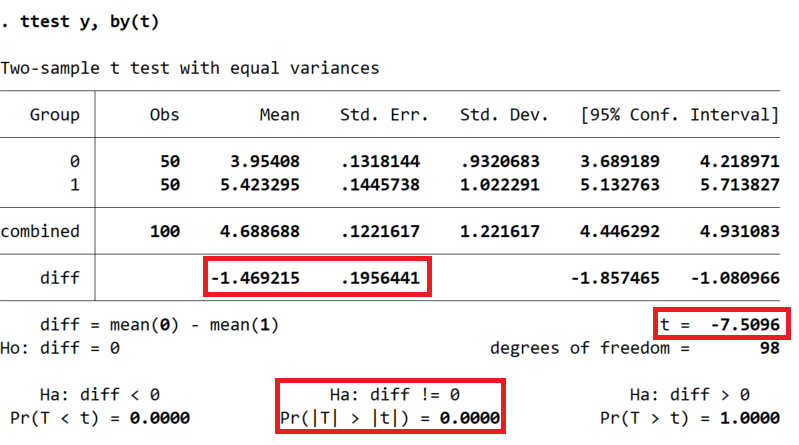 . ttest y, by(t)
Two-sample t test with equal variances
Group Obs Mean Std. Err. Std. Dev. [95% Conf. Interval]
0 50 3.95408 .1318144 .9320683 3.689189 4.218971
1 50 5.423295 .1445738 1.022291 5.132763 5.713827
combined 100 4.688688 .1221617 1.221617 4.446292 4.931083
diff -1.469215 .1956441 -1.857465 -1.080966
diff = mean(0) - mean(1) t = -7.5096
Ho: diff = 0 degrees of freedom = 98
Ha: diff < 0 Ha: diff != 0 Ha: diff > 0
Pr(T < t) = 0.0000 Pr(|T| > |t|) = 0.0000 Pr(T > t) = 1.0000